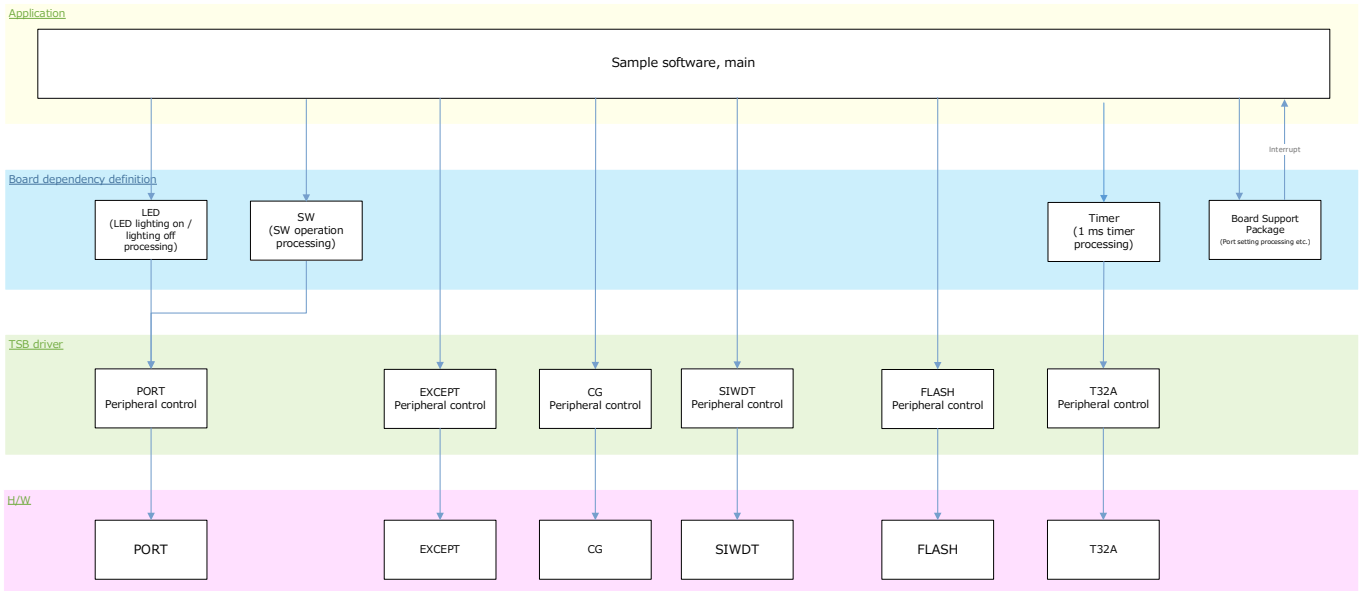 Application
Sample software, main
Interrupt
Board dependency definition
LED
(LED lighting on /
lighting off
processing)
SW
(SW operation
processing)
Timer
(1 ms timer
processing)
Board Support
Package
(Port setting processing etc.)
TSB driver
PORT
Peripheral control
EXCEPT
Peripheral control
CG
Peripheral control
SIWDT
Peripheral control
FLASH
Peripheral control
T32A
Peripheral control
H/W
PORT
EXCEPT
CG
SIWDT
FLASH
T32A